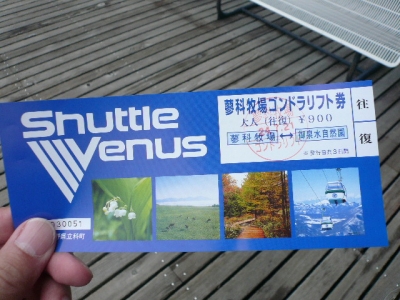 Shuttle
Venus
蓼科牧場ゴンドラリフト券
大人(往復)¥900
蓼科牧場 ↔ 御泉水自然園
往
復
30051